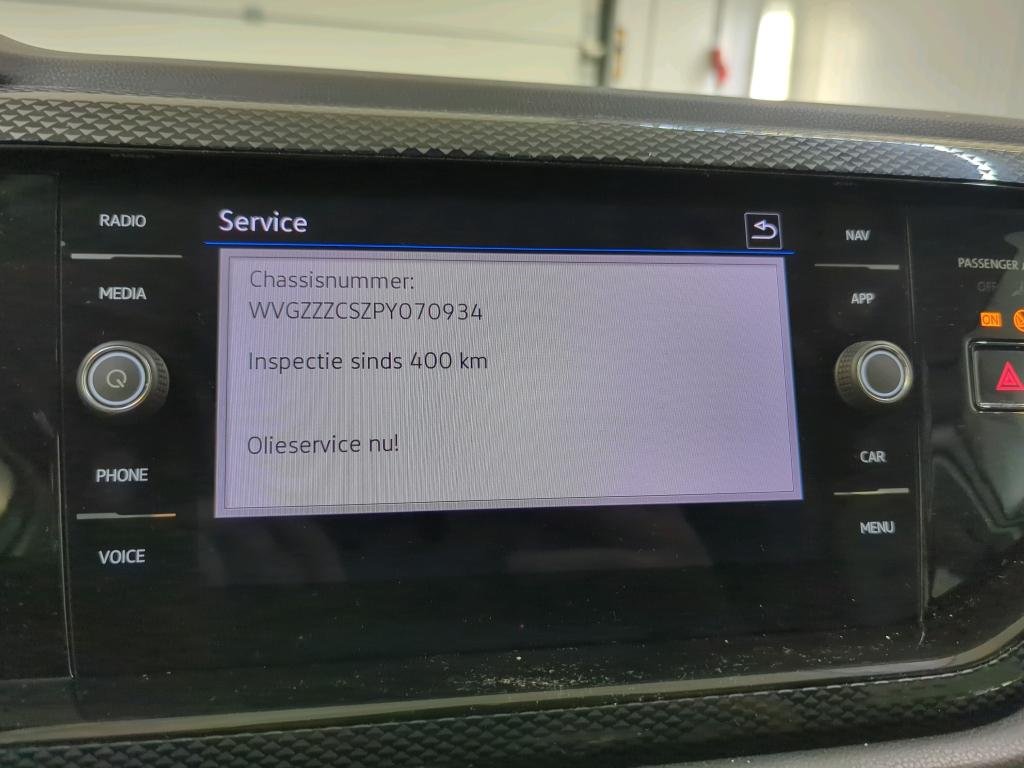 RADIO
MEDIA
PHONE
VOICE
Service
Chassisnummer:
WVGZZZCSZPY070934
Inspectie sinds 400 km
Olieservice nu!
NAV
APP
CAR
MENU
PASSENGER
OFF
ON